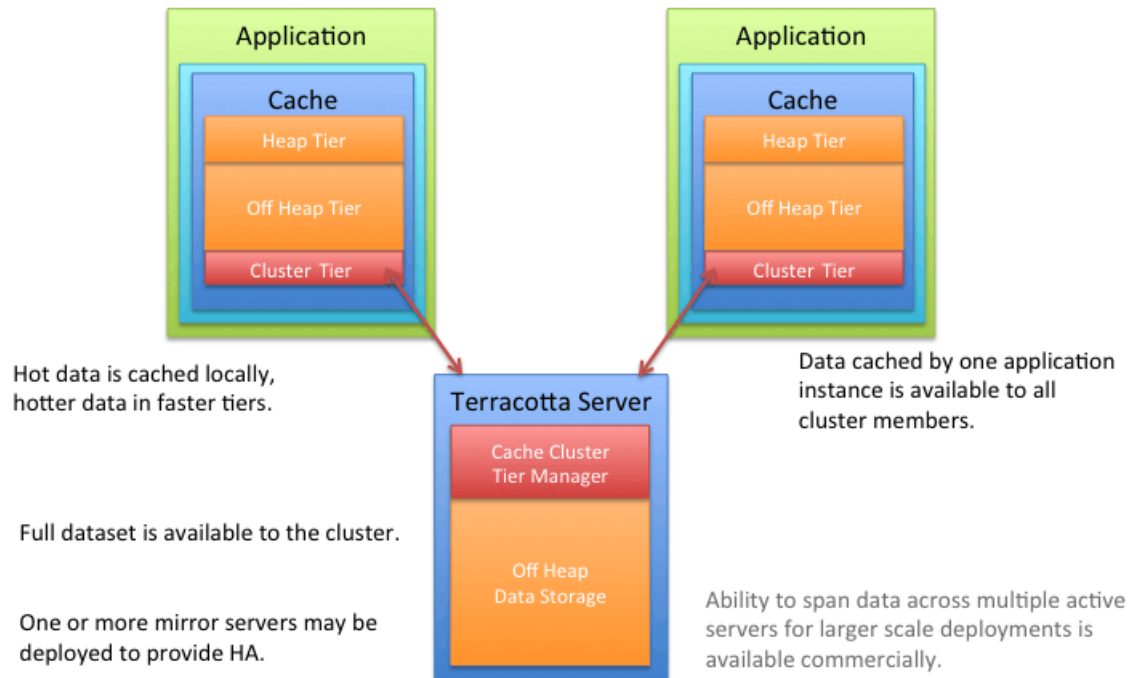 Application
Application
Cache
Cache
Heap Tier
Heap Tier
Off Heap Tier
Off Heap Tier
Cluster Tier
Cluster Tier
Hot data is cached locally,
hotter data in faster tiers.
Data cached by one application
instance is available to all
cluster members.
Terracotta Server
Cache Cluster
Tier Manager
Full dataset is available to the cluster.
Off Heap
Data Storage
One or more mirror servers may be
deployed to provide HA.
Ability to span data across multiple active
servers for larger scale deployments is
available commercially.